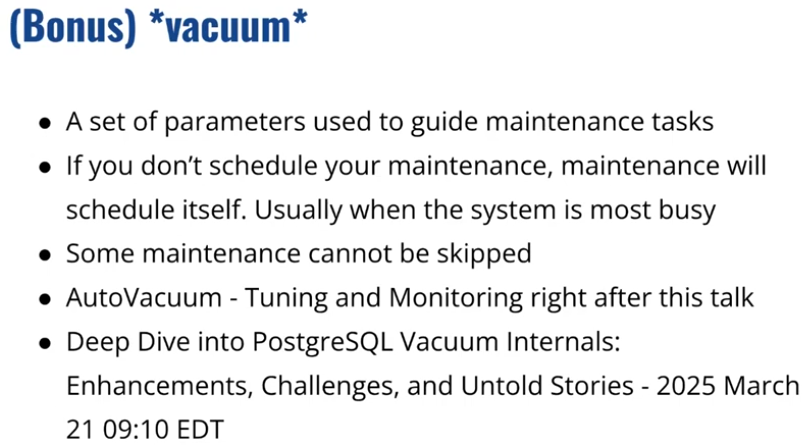 (Bonus) *vacuum*
● A set of parameters used to guide maintenance tasks
● If you don’t schedule your maintenance, maintenance will
schedule itself. Usually when the system is most busy
● Some maintenance cannot be skipped
● AutoVacuum - Tuning and Monitoring right after this talk
● Deep Dive into PostgreSQL Vacuum Internals:
Enhancements, Challenges, and Untold Stories - 2025 March
21 09:10 EDT